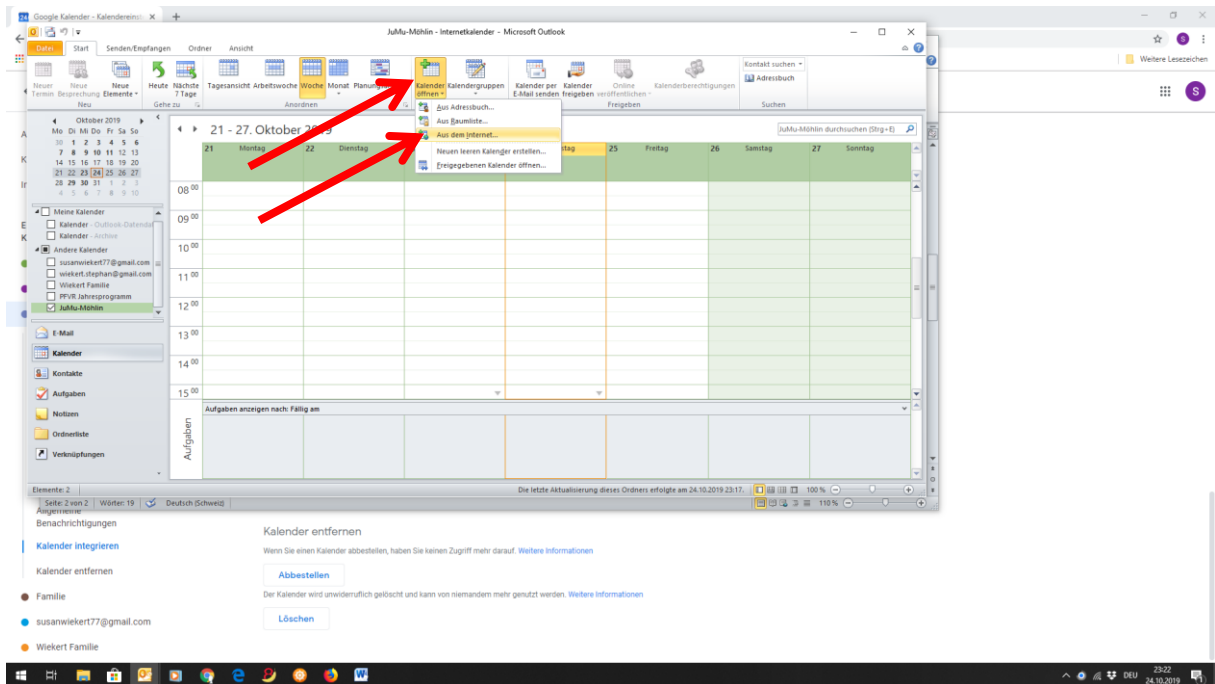 Google Kalender - Kalendereinst
Weitere Lesezeichen
JuMu-Möhlin - Internetkalender - Microsoft Outlook
Datei Start Senden/Empfangen Ordner Ansicht
Neuer Termin
Neue Besprechung
Neue Elemente
Heute
Nächste 7 Tage
Tagesansicht Arbeitswoche Woche Monat
Kalender öffnen
Kalendergruppen
Kalender per E-Mail senden
Kalender freigeben
Online veröffentlichen
Kalenderberechtigungen
Kontakt suchen
Adressbuch
Neu Gehe zu Anordnen Freigeben Suchen
Aus Adressbuch...
Aus Raumliste...
Aus dem Internet...
Neuen leeren Kalender erstellen...
Freigegebenen Kalender öffnen...
Oktober 2019
Mo Di Mi Do Fr Sa So
30 1 2 3 4 5 6
7 8 9 10 11 12 13
14 15 16 17 18 19 20
21 22 23 24 25 26 27
28 29 30 31 1 2 3
4 5 6 7 8 9 10
Meine Kalender
Kalender - Outlook-Datendat
Kalender - Archive
Andere Kalender
susanwiekert77@gmail.com
wiekert.stephan@gmail.com
Wiekert Familie
PFVR Jahresprogramm
JuMu-Möhlin
E-Mail
Kalender
Kontakte
Aufgaben
Notizen
Ordnerliste
Verknüpfungen
21 - 27. Oktober 2019
JuMu-Möhlin durchsuchen (Strg+E)
21 Montag 22 Dienstag 25 Freitag 26 Samstag 27 Sonntag
08 00
09 00
10 00
11 00
12 00
13 00
14 00
15 00
Aufgaben anzeigen nach: Fällig am
Aufgaben
Elemente: 2
Die letzte Aktualisierung dieses Ordners erfolgte am 24.10.2019 23:17.
100 %
Seite: 2 von 2 Wörter: 19 Deutsch (Schweiz)
110 %
Allgemeine
Benachrichtigungen
Kalender integrieren
Kalender entfernen
Familie
susanwiekert77@gmail.com
Wiekert Familie
Kalender entfernen
Wenn Sie einen Kalender abbestellen, haben Sie keinen Zugriff mehr darauf. Weitere Informationen
Abbestellen
Der Kalender wird unwiderruflich gelöscht und kann von niemandem mehr genutzt werden. Weitere Informationen
Löschen
DEU
23:22
24.10.2019